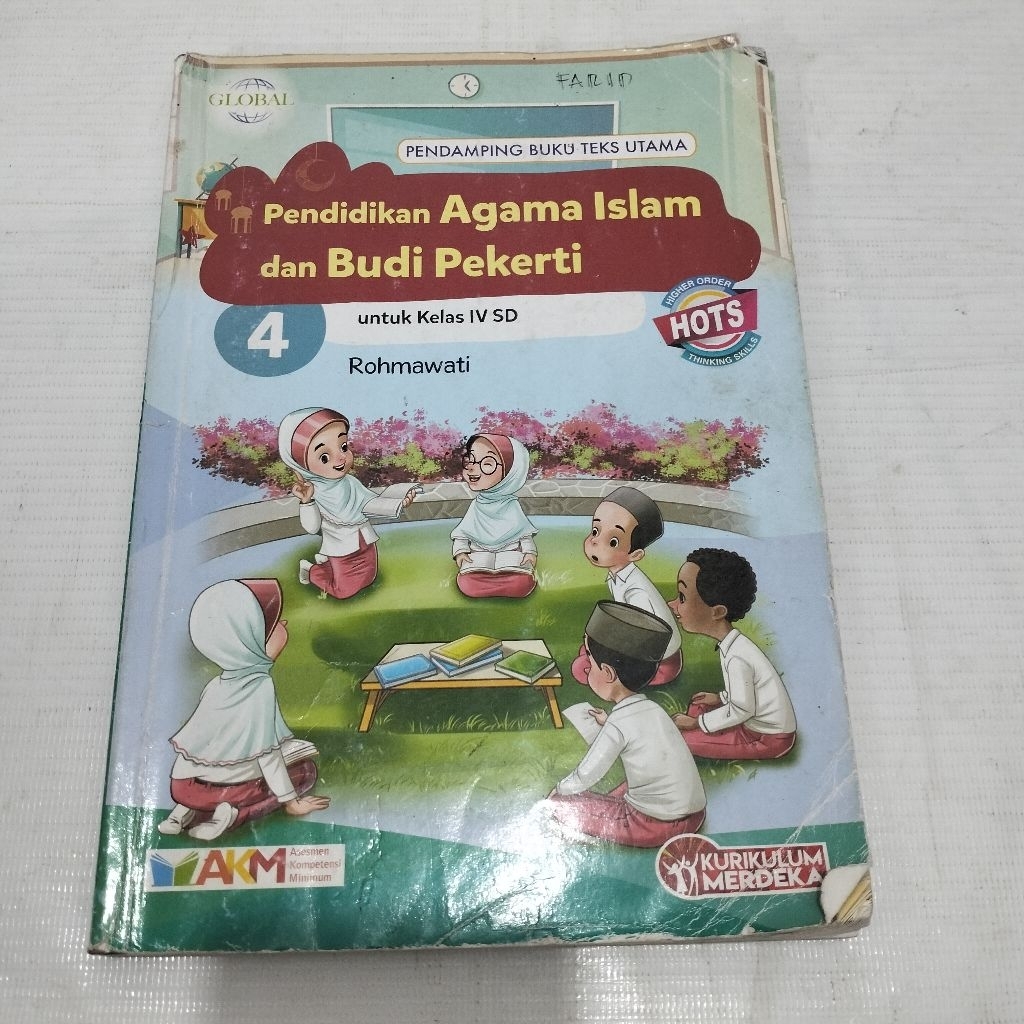 GLOBAL
FARID
PENDAMPING BUKU TEKS UTAMA
Pendidikan Agama Islam
dan Budi Pekerti
4
untuk Kelas IV SD
Rohmawati
HIGHER ORDER
HOTS
THINKING SKILLS
AKM
Asesmen
Kompetensi
Minimum
KURIKULUM
MERDEKA